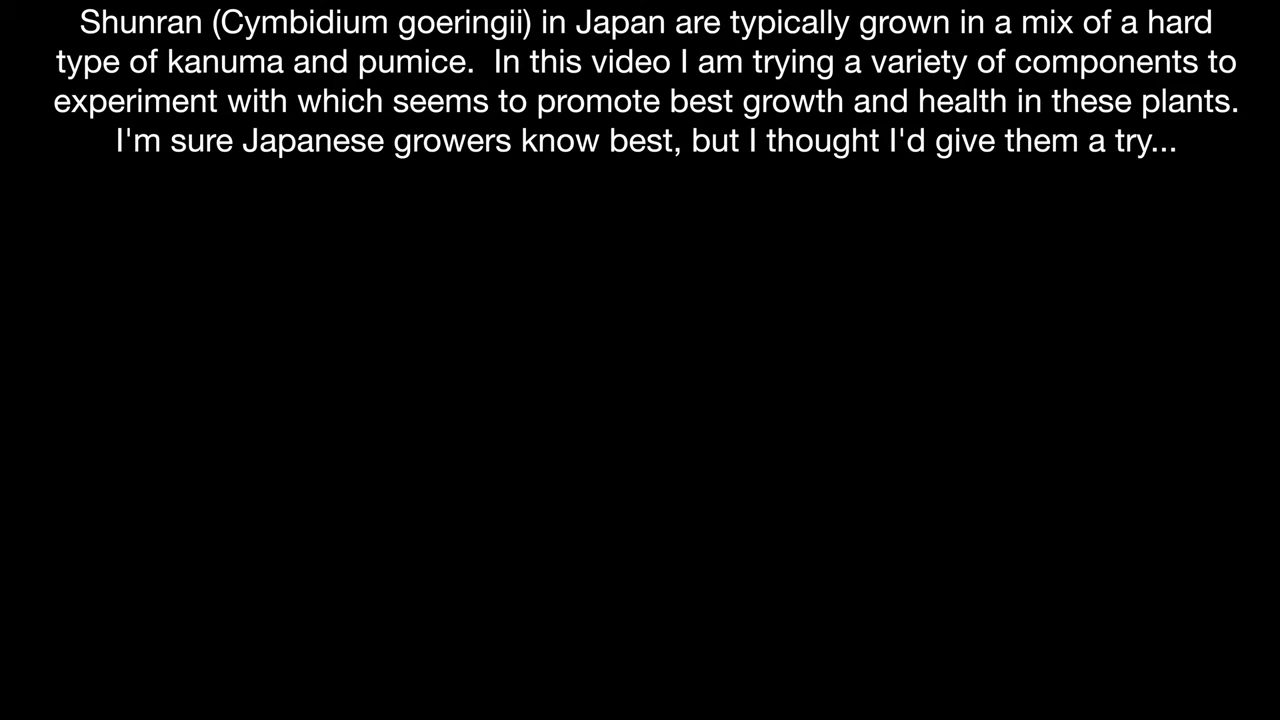 Shunran (Cymbidium goeringii) in Japan are typically grown in a mix of a hard
type of kanuma and pumice.  In this video I am trying a variety of components to
experiment with which seems to promote best growth and health in these plants.
I'm sure Japanese growers know best, but I thought I'd give them a try...